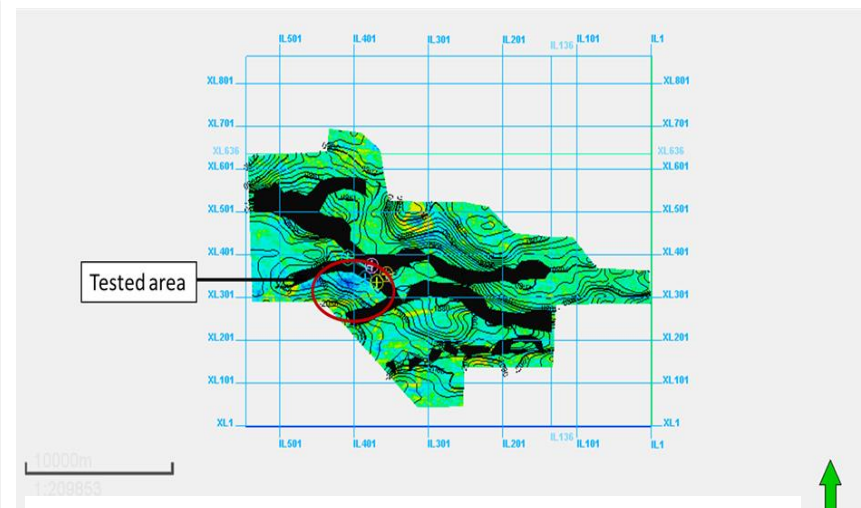 IL501 IL401 IL301 IL201 IL136 IL101 IL1
XL801 XL801
XL701 XL701
XL636 XL636
XL601 XL601
XL501 XL501
XL401 XL401
Tested area
XL301 XL301
XL201 XL201
XL101 XL101
XL1 XL1
IL501 IL401 IL301 IL201 IL136 IL101 IL1
10000m
1:209853